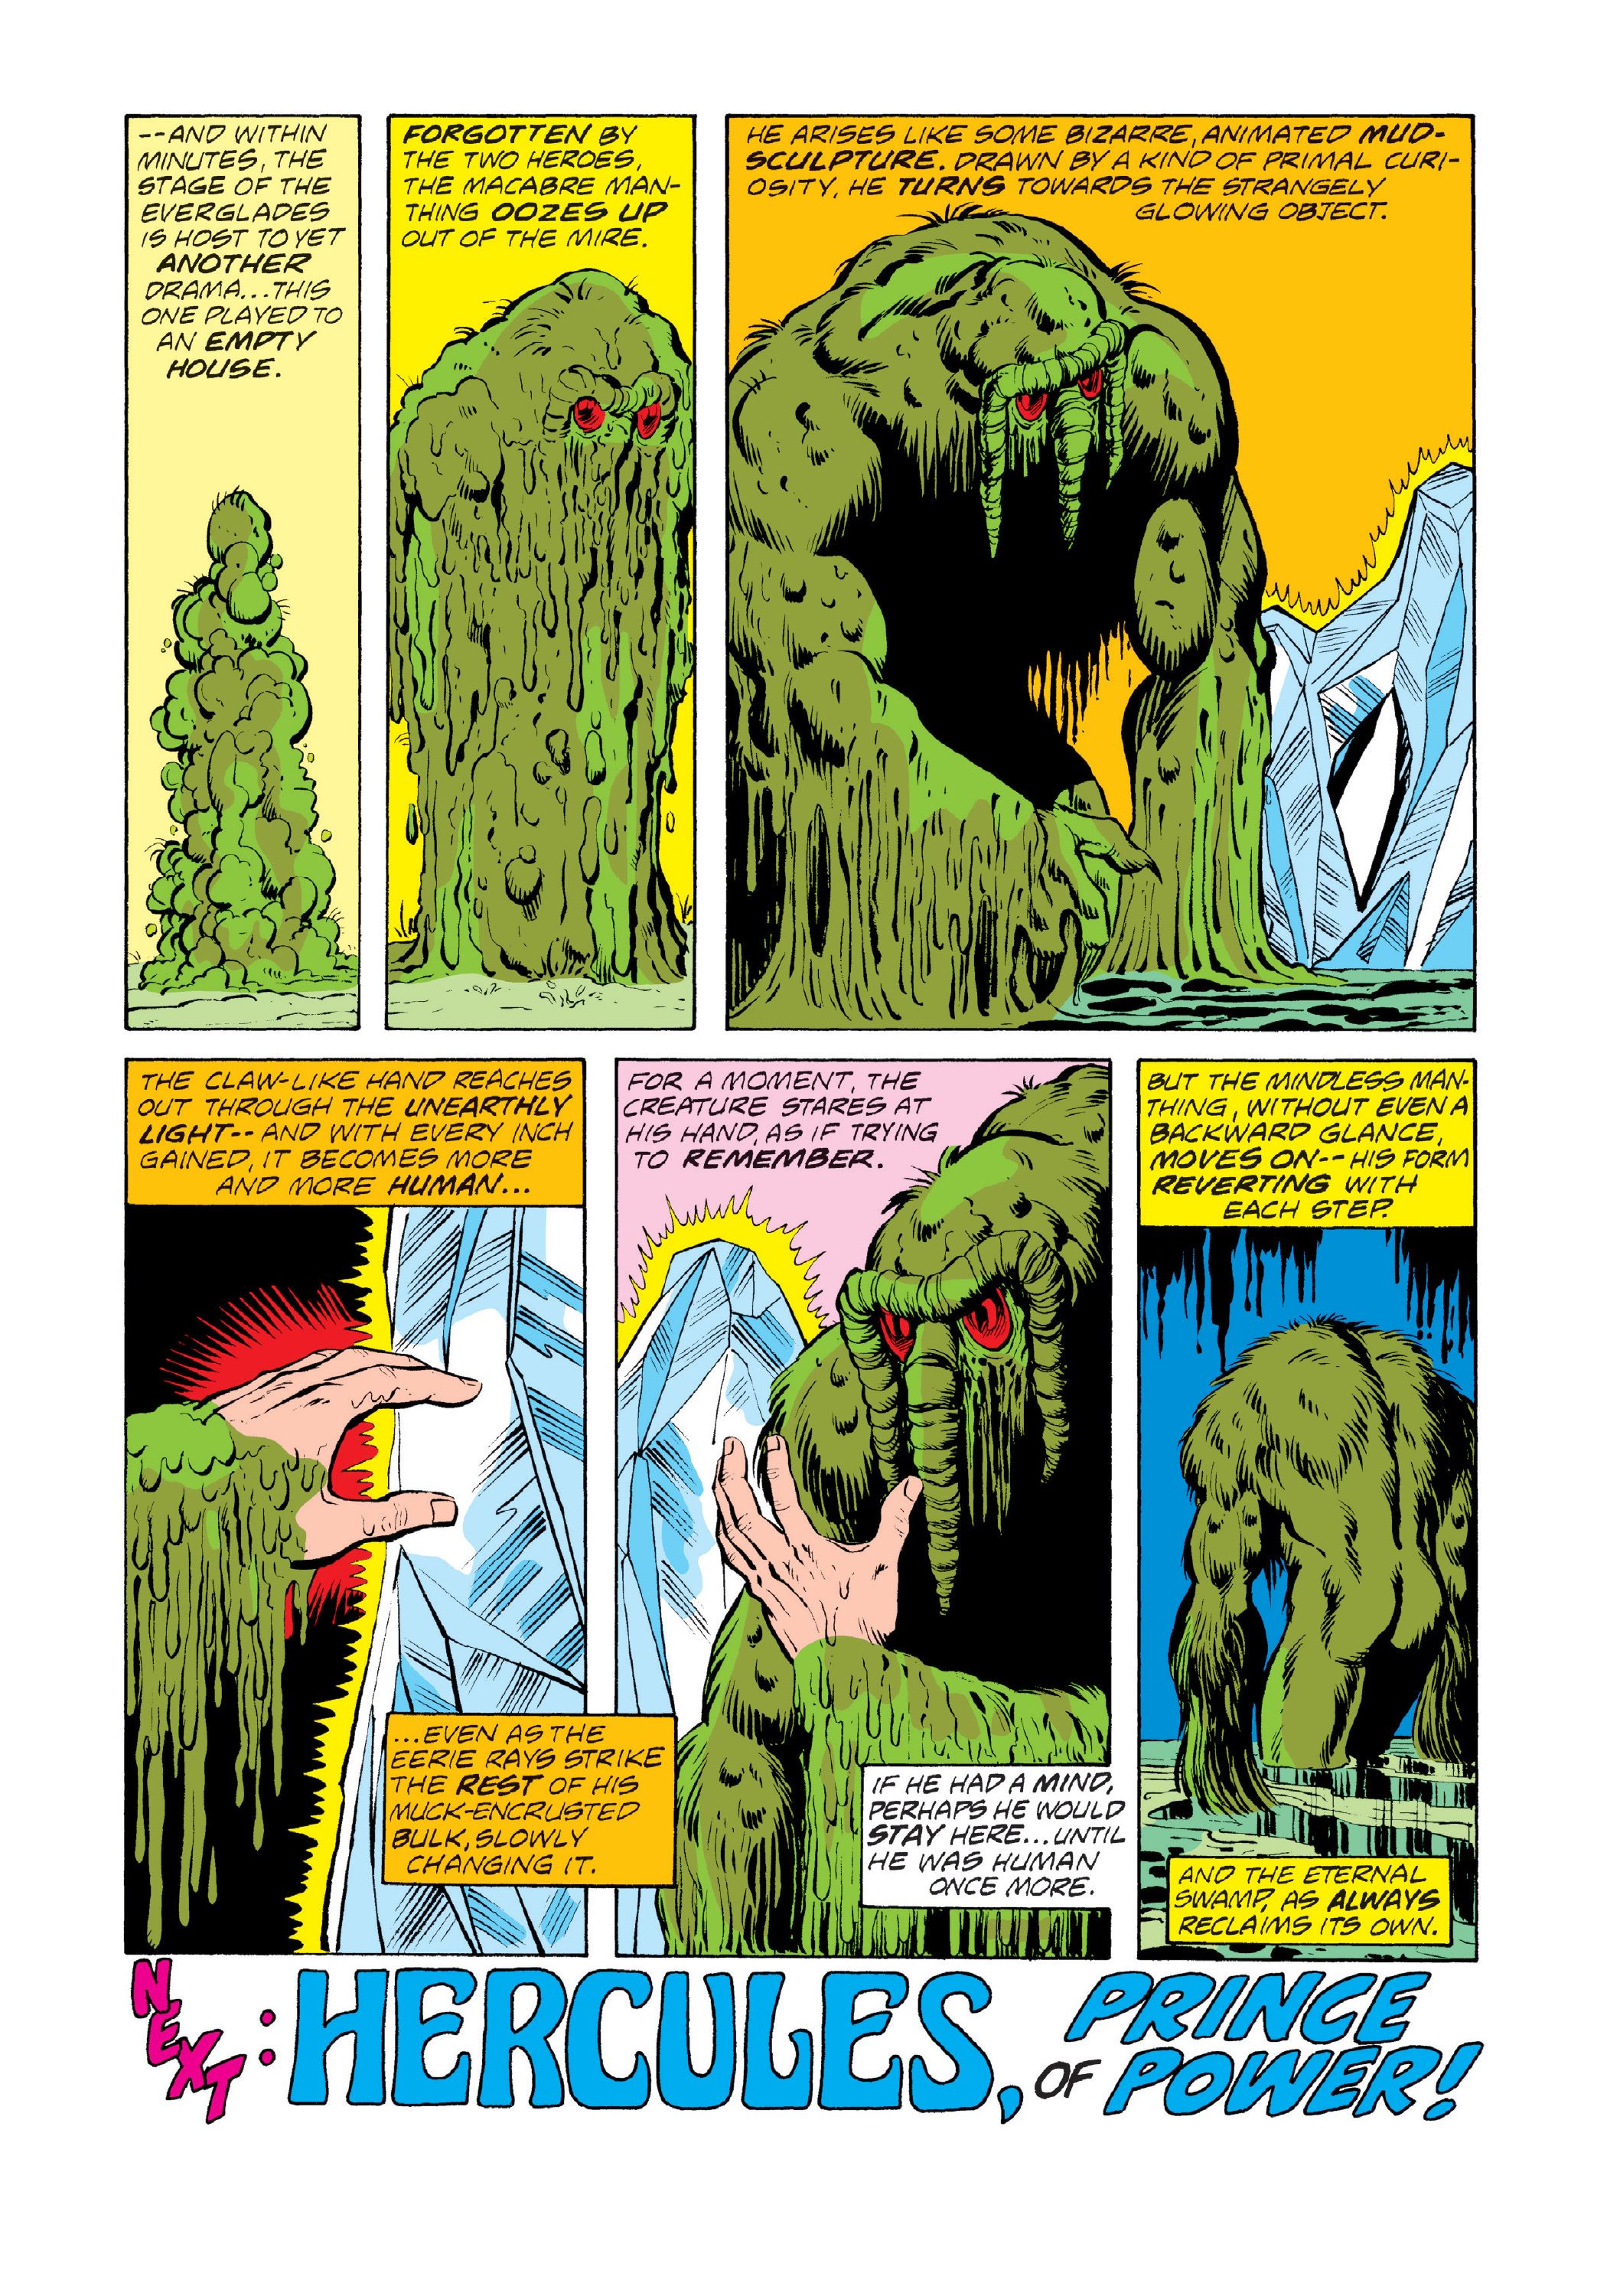 --AND WITHIN
MINUTES, THE
STAGE OF THE
EVERGLADES
IS HOST TO YET
ANOTHER
DRAMA...THIS
ONE PLAYED TO
AN EMPTY
HOUSE.
FORGOTTEN BY
THE TWO HEROES,
THE MACABRE MAN-
THING OOZES UP
OUT OF THE MIRE.
HE ARISES LIKE SOME BIZARRE, ANIMATED MUD-
SCULPTURE. DRAWN BY A KIND OF PRIMAL CURI-
OSITY, HE TURNS TOWARDS THE STRANGELY
GLOWING OBJECT.
THE CLAW-LIKE HAND REACHES
OUT THROUGH THE UNEARTHLY
LIGHT--AND WITH EVERY INCH
GAINED, IT BECOMES MORE
AND MORE HUMAN...
...EVEN AS THE
EERIE RAYS STRIKE
THE REST OF HIS
MUCK-ENCRUSTED
BULK, SLOWLY
CHANGING IT.
FOR A MOMENT, THE
CREATURE STARES AT
HIS HAND, AS IF TRYING
TO REMEMBER.
IF HE HAD A MIND,
PERHAPS HE WOULD
STAY HERE...UNTIL
HE WAS HUMAN
ONCE MORE.
BUT THE MINDLESS MAN-
THING, WITHOUT EVEN A
BACKWARD GLANCE,
MOVES ON--HIS FORM
REVERTING WITH
EACH STEP.
AND THE ETERNAL
SWAMP, AS ALWAYS
RECLAIMS ITS OWN.
NEXT: HERCULES, OF PRINCE
POWER!